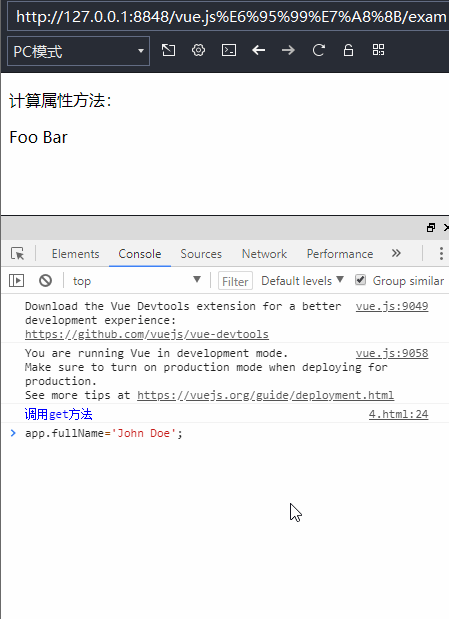 http://127.0.0.1:8848/vue.js%E6%95%99%E7%A8%8B/exam
PC模式
计算属性方法：
Foo Bar
Elements Console Sources Network Performance »
top Filter Default levels Group similar
Download the Vue Devtools extension for a better vue.js:9049
development experience:
https://github.com/vuejs/vue-devtools
You are running Vue in development mode. vue.js:9058
Make sure to turn on production mode when deploying for
production.
See more tips at https://vuejs.org/guide/deployment.html
调用get方法 4.html:24
> app.fullName='John Doe';